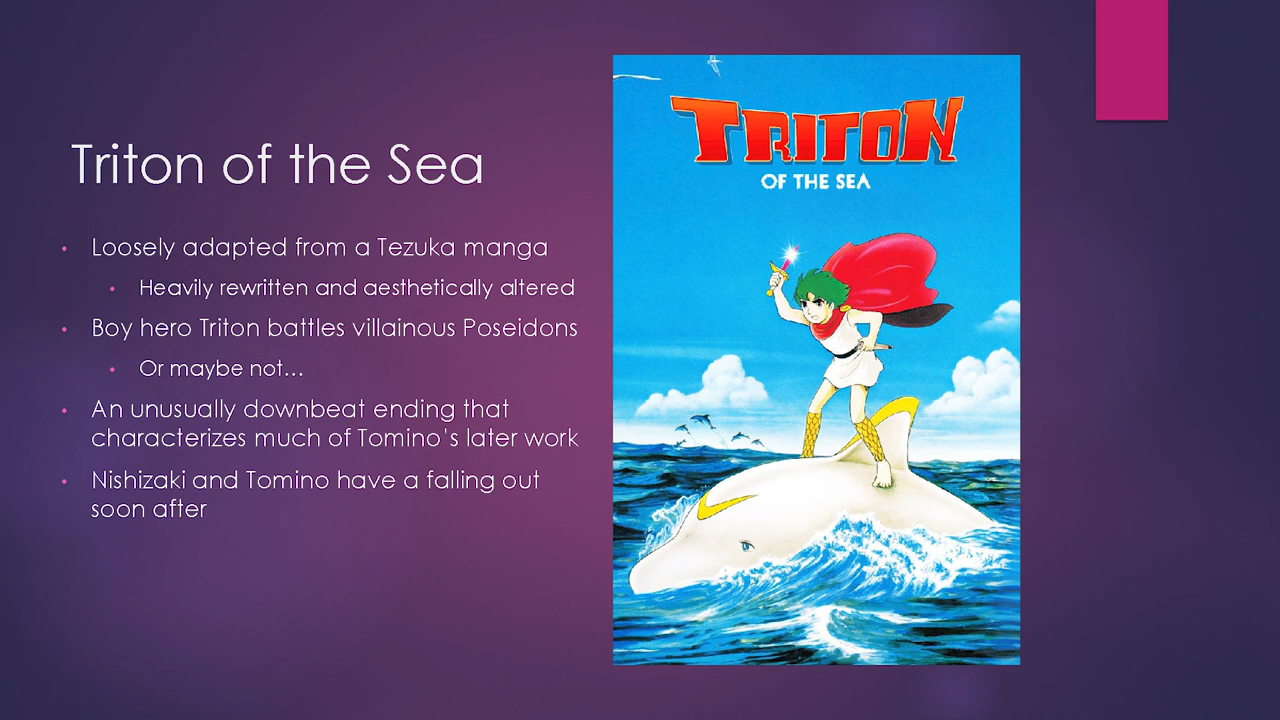 Triton of the Sea
• Loosely adapted from a Tezuka manga
• Heavily rewritten and aesthetically altered
• Boy hero Triton battles villainous Poseidons
• Or maybe not...
• An unusually downbeat ending that
characterizes much of Tomino's later work
• Nishizaki and Tomino have a falling out
soon after
TRITON
OF THE SEA